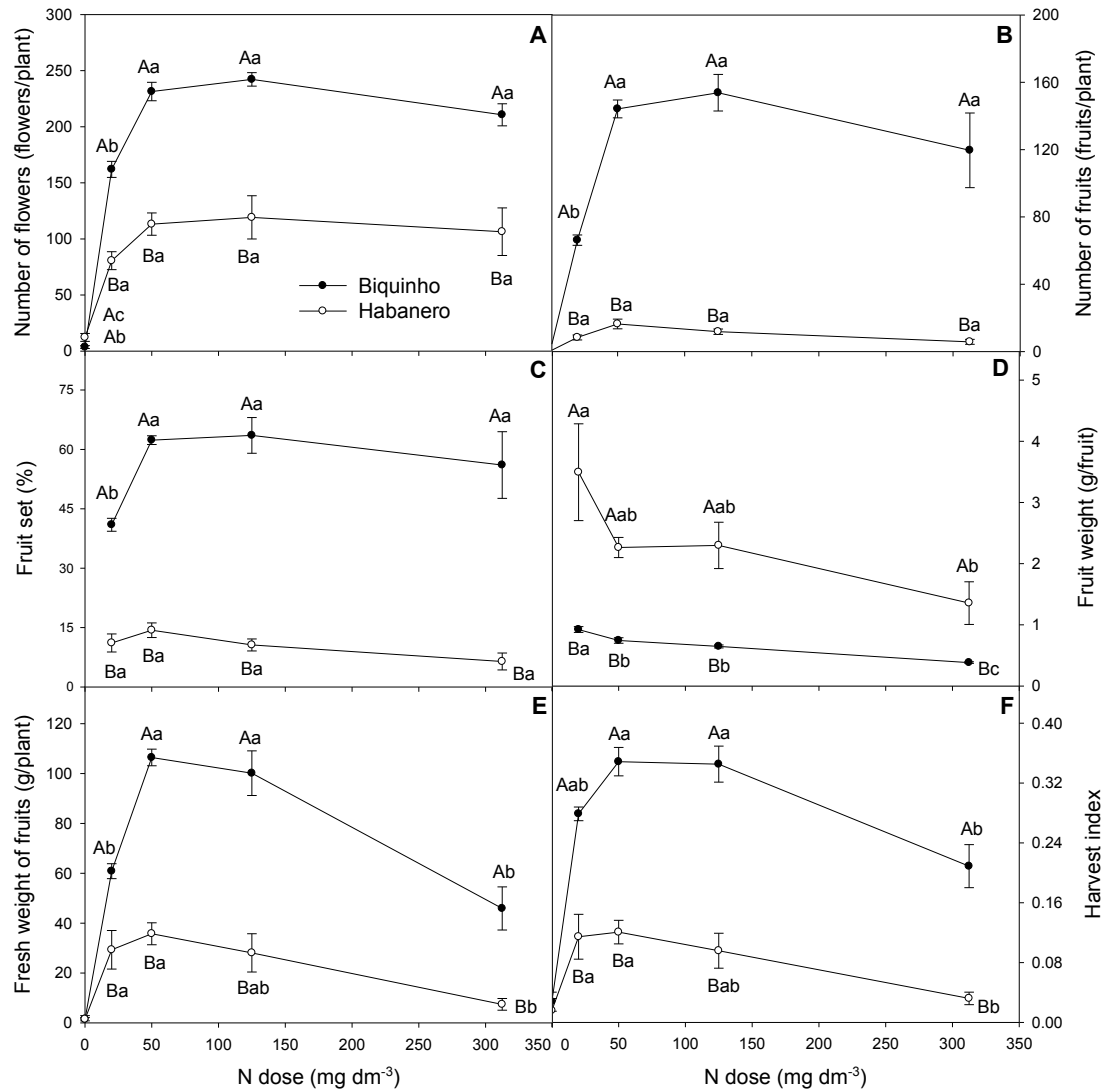 300
250
200
150
100
50
0
Number of flowers (flowers/plant)
A
Aa
Aa
Aa
Ab
Ba
Ba
Ba
Ba
Ac
Ab
Biquinho
Habanero
200
160
120
80
40
0
Number of fruits (fruits/plant)
B
Aa
Aa
Aa
Ab
Ba
Ba
Ba
Ba
75
60
45
30
15
0
Fruit set (%)
C
Aa
Aa
Aa
Ab
Ba
Ba
Ba
Ba
5
4
3
2
1
0
Fruit weight (g/fruit)
D
Aa
Aab
Aa
Ab
Ba
Bb
Bb
Bc
120
100
80
60
40
20
0
Fresh weight of fruits (g/plant)
E
Aa
Aa
Ab
Ab
Ba
Ba
Bab
Bb
0 50 100 150 200 250 300 350
N dose (mg dm⁻³)
0.40
0.32
0.24
0.16
0.08
0.00
Harvest index
F
Aa
Aa
Aab
Ab
Ba
Ba
Bab
Bb
0 50 100 150 200 250 300 350
N dose (mg dm⁻³)